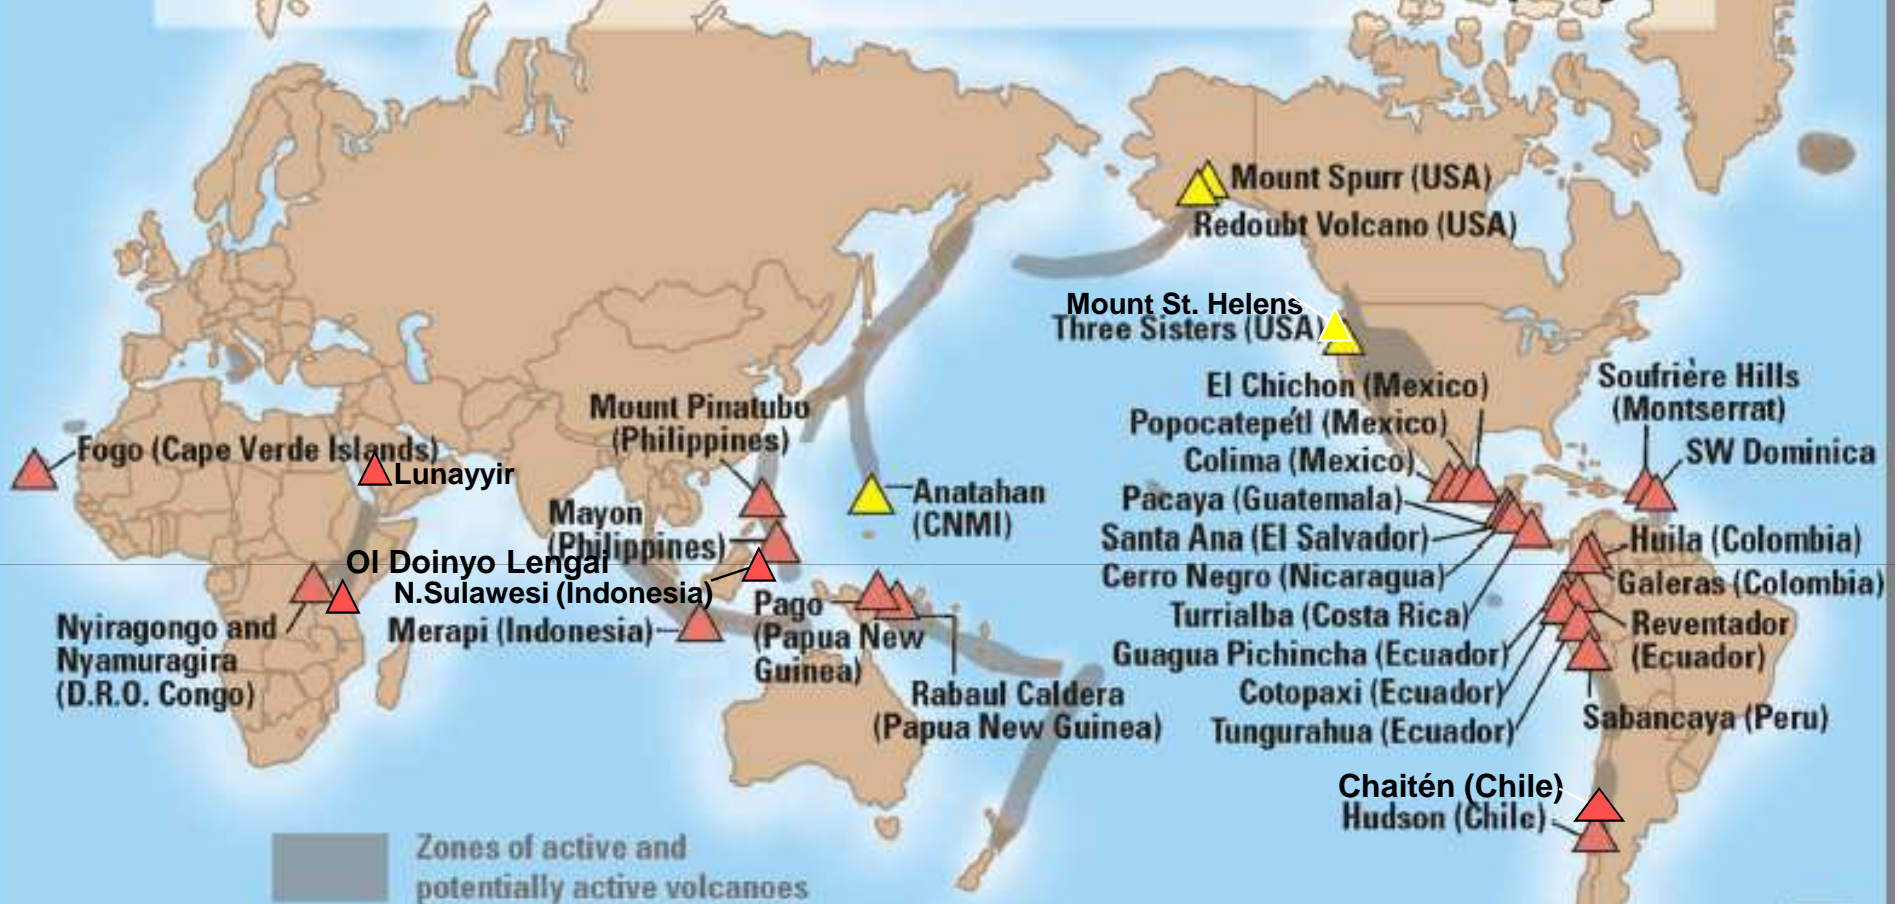 Mount Spurr (USA)
Redoubt Volcano (USA)
Mount St. Helens
Three Sisters (USA)
El Chichon (Mexico)
Popocatepétl (Mexico)
Colima (Mexico)
Pacaya (Guatemala)
Santa Ana (El Salvador)
Cerro Negro (Nicaragua)
Turrialba (Costa Rica)
Guagua Pichincha (Ecuador)
Cotopaxi (Ecuador)
Tungurahua (Ecuador)
Soufrière Hills
(Montserrat)
SW Dominica
Huila (Colombia)
Galeras (Colombia)
Reventador
(Ecuador)
Sabancaya (Peru)
Chaitén (Chile)
Hudson (Chile)
Fogo (Cape Verde Islands)
Lunayyir
Mount Pinatubo
(Philippines)
Mayon
(Philippines)
Anatahan
(CNMI)
Ol Doinyo Lengai
N.Sulawesi (Indonesia)
Merapi (Indonesia)
Nyiragongo and
Nyamuragira
(D.R.O. Congo)
Pago
(Papua New
Guinea)
Rabaul Caldera
(Papua New Guinea)
Zones of active and
potentially active volcanoes